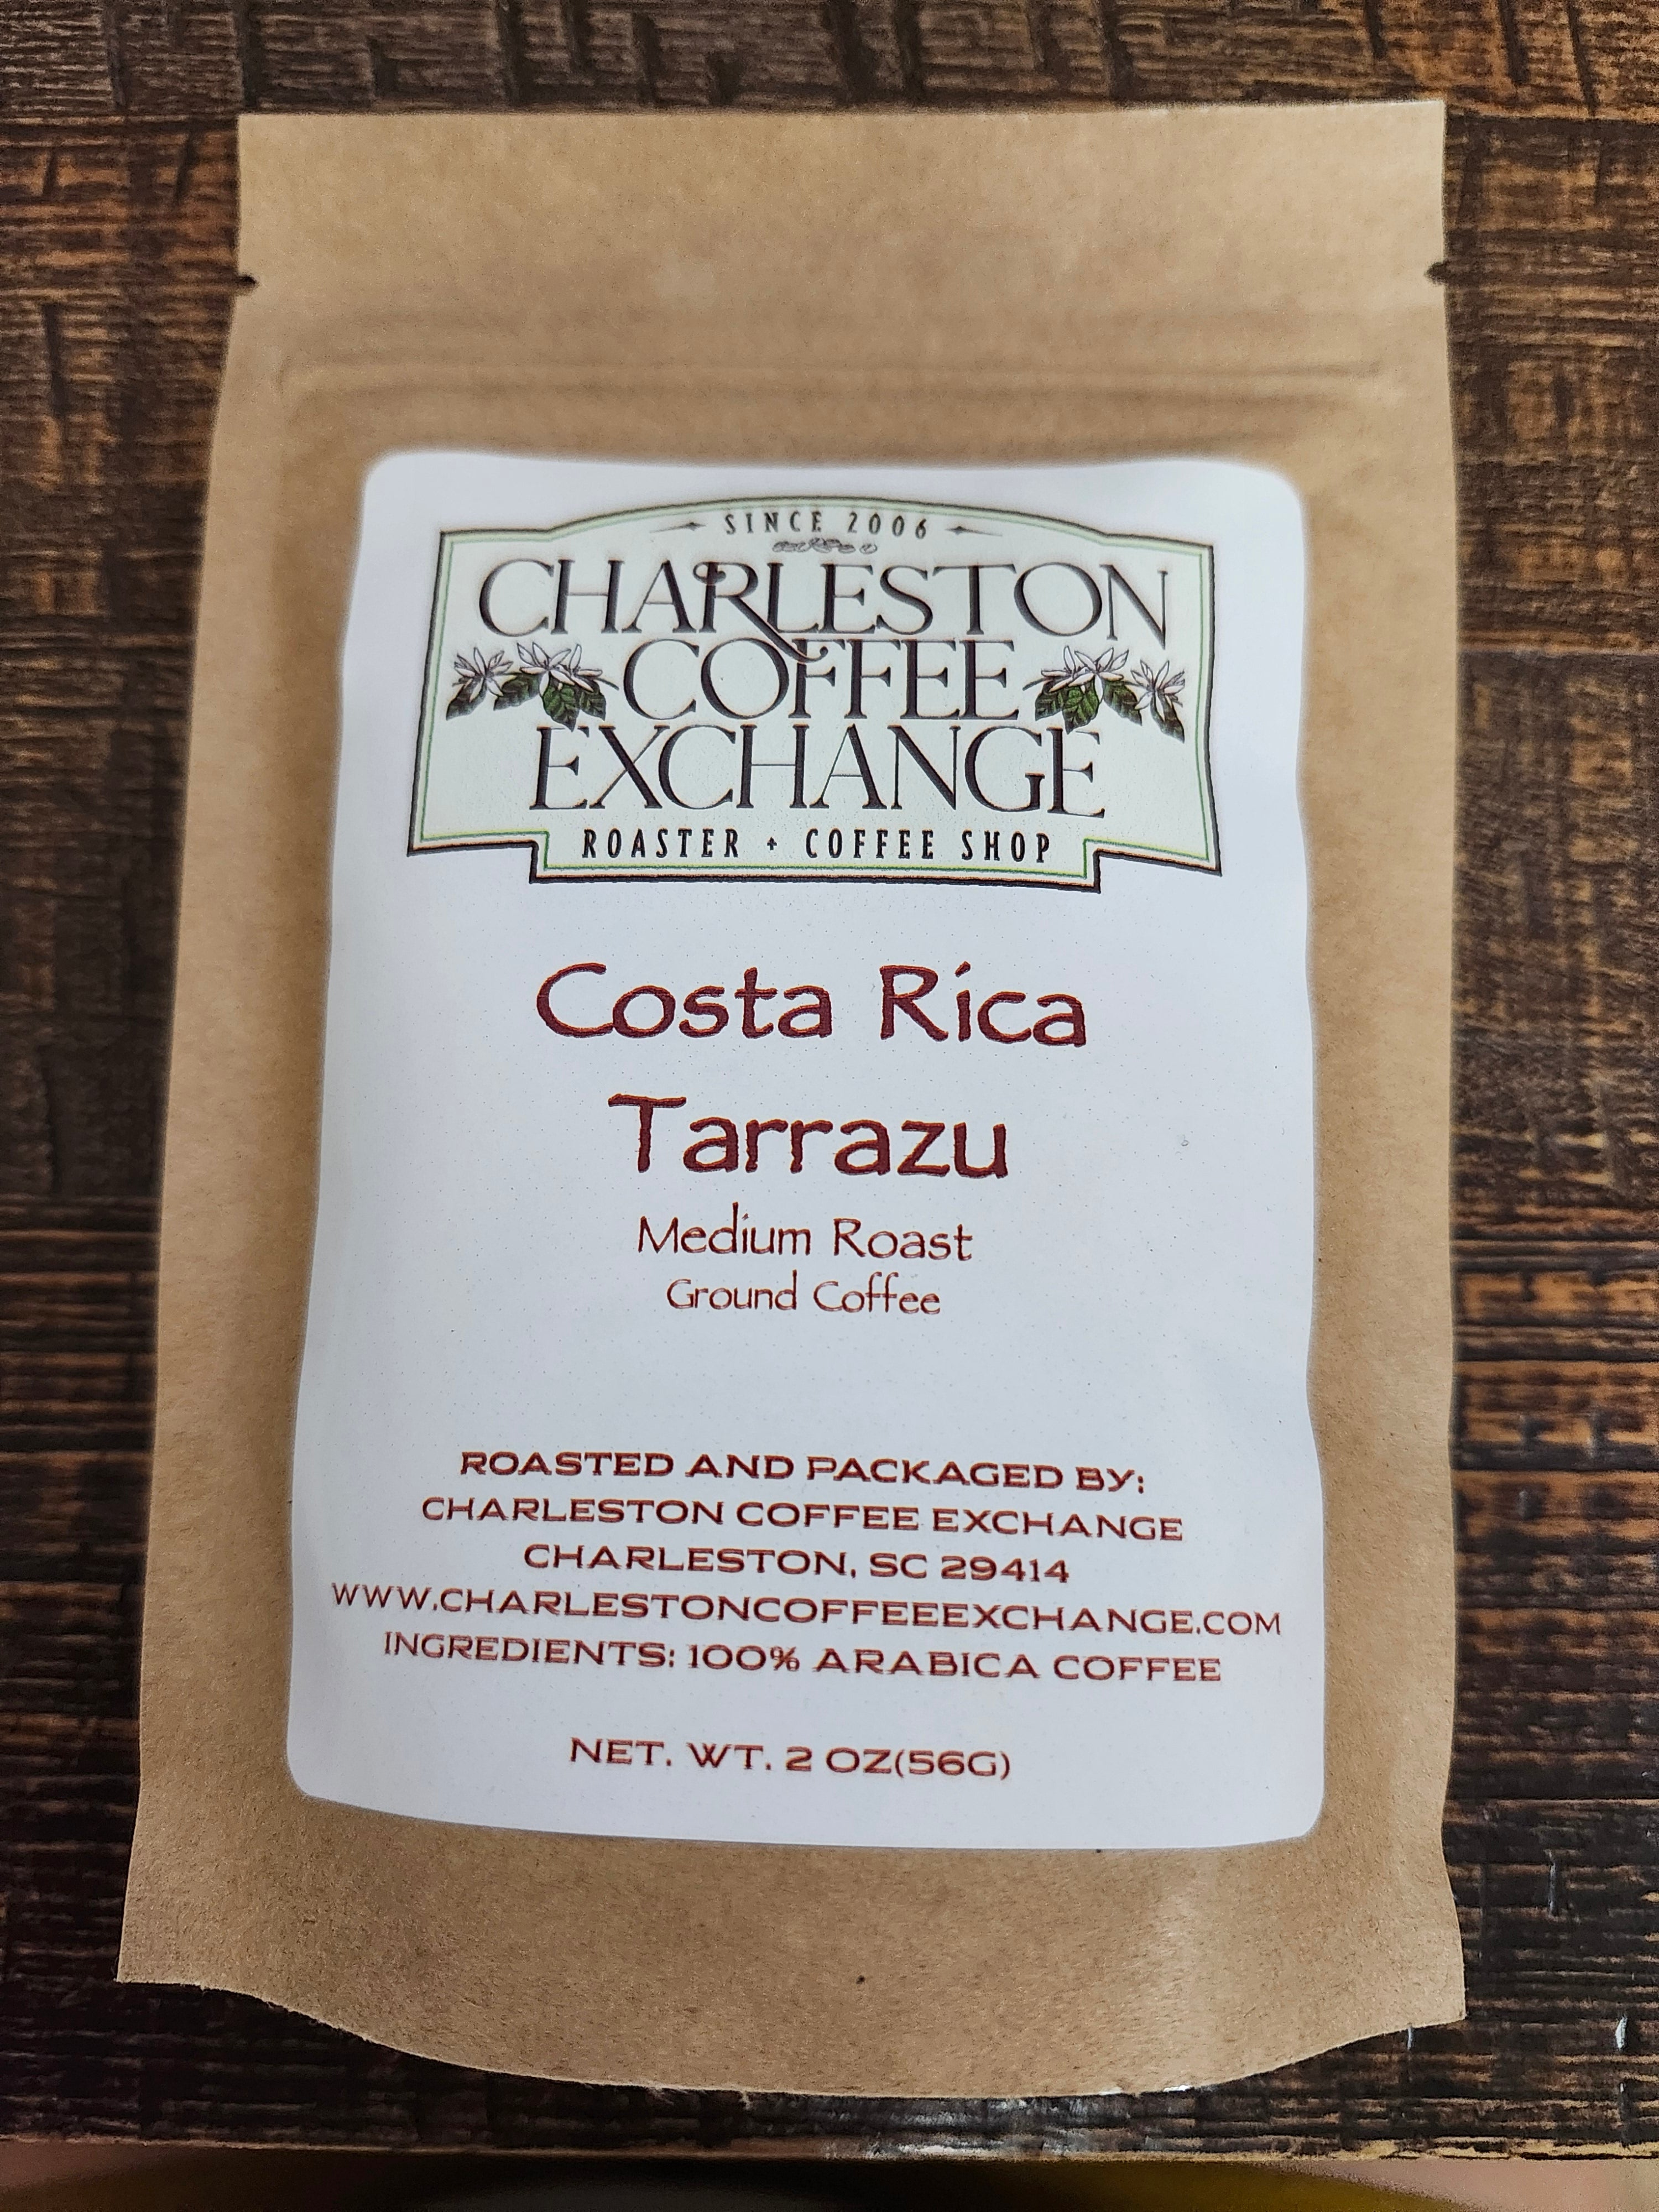 SINCE 2006
CHARLESTON
COFFEE
EXCHANGE
ROASTER + COFFEE SHOP
Costa Rica
Tarrazu
Medium Roast
Ground Coffee
ROASTED AND PACKAGED BY:
CHARLESTON COFFEE EXCHANGE
CHARLESTON, SC 29414
WWW.CHARLESTONCOFFEEEXCHANGE.COM
INGREDIENTS: 100% ARABICA COFFEE
NET. WT. 2 OZ(56G)